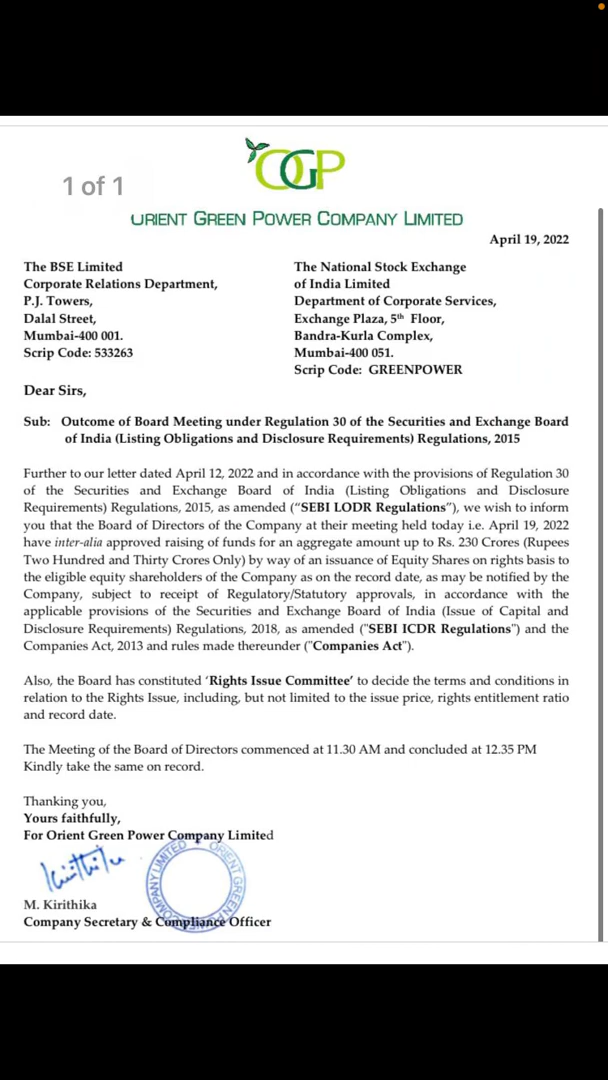 OGP
1 of 1
ORIENT GREEN POWER COMPANY LIMITED
April 19, 2022
The BSE Limited
Corporate Relations Department,
P.J. Towers,
Dalal Street,
Mumbai-400 001.
Scrip Code: 533263
The National Stock Exchange
of India Limited
Department of Corporate Services,
Exchange Plaza, 5th Floor,
Bandra-Kurla Complex,
Mumbai-400 051.
Scrip Code: GREENPOWER
Dear Sirs,
Sub: Outcome of Board Meeting under Regulation 30 of the Securities and Exchange Board
of India (Listing Obligations and Disclosure Requirements) Regulations, 2015
Further to our letter dated April 12, 2022 and in accordance with the provisions of Regulation 30
of the Securities and Exchange Board of India (Listing Obligations and Disclosure
Requirements) Regulations, 2015, as amended ("SEBI LODR Regulations"), we wish to inform
you that the Board of Directors of the Company at their meeting held today i.e. April 19, 2022
have inter-alia approved raising of funds for an aggregate amount up to Rs. 230 Crores (Rupees
Two Hundred and Thirty Crores Only) by way of an issuance of Equity Shares on rights basis to
the eligible equity shareholders of the Company as on the record date, as may be notified by the
Company, subject to receipt of Regulatory/Statutory approvals, in accordance with the
applicable provisions of the Securities and Exchange Board of India (Issue of Capital and
Disclosure Requirements) Regulations, 2018, as amended ("SEBI ICDR Regulations") and the
Companies Act, 2013 and rules made thereunder ("Companies Act").
Also, the Board has constituted 'Rights Issue Committee' to decide the terms and conditions in
relation to the Rights Issue, including, but not limited to the issue price, rights entitlement ratio
and record date.
The Meeting of the Board of Directors commenced at 11.30 AM and concluded at 12.35 PM
Kindly take the same on record.
Thanking you,
Yours faithfully,
For Orient Green Power Company Limited
Kirithika
ORIENT GREEN POWER COMPANY LIMITED
M. Kirithika
Company Secretary & Compliance Officer